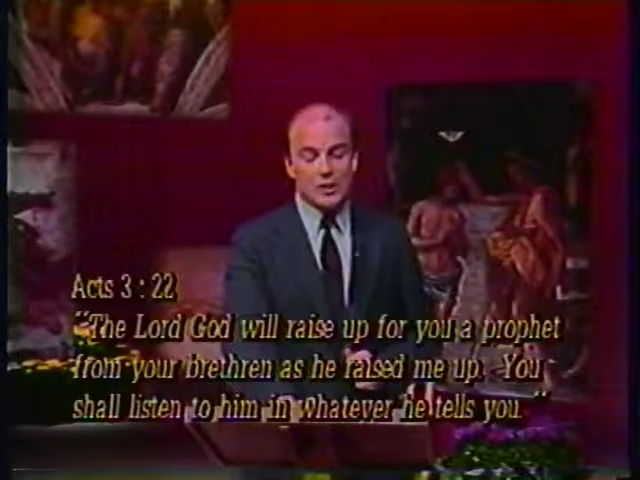 Acts 3 : 22
"The Lord God will raise up for you a prophet
from your brethren as he raised me up. You
shall listen to him in whatever he tells you."